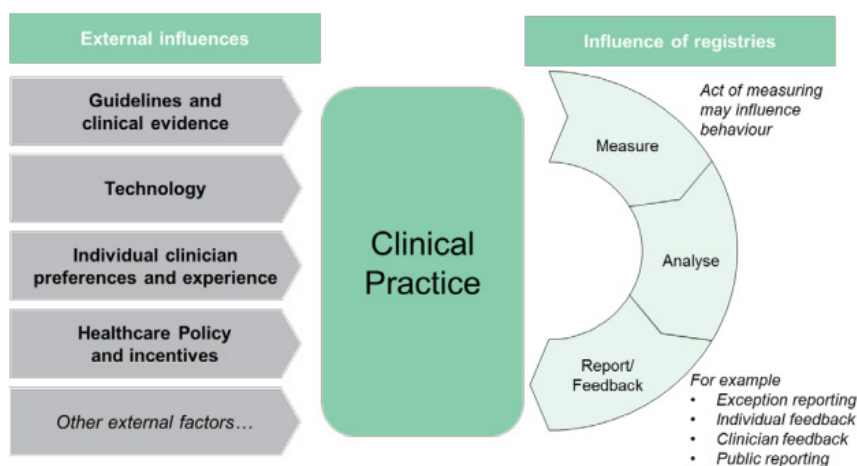 External influences
Guidelines and
clinical evidence
Technology
Individual clinician
preferences and experience
Healthcare Policy
and incentives
Other external factors…
Clinical
Practice
Influence of registries
Act of measuring
may influence
behaviour
Measure
Analyse
Report/
Feedback
For example
• Exception reporting
• Individual feedback
• Clinician feedback
• Public reporting